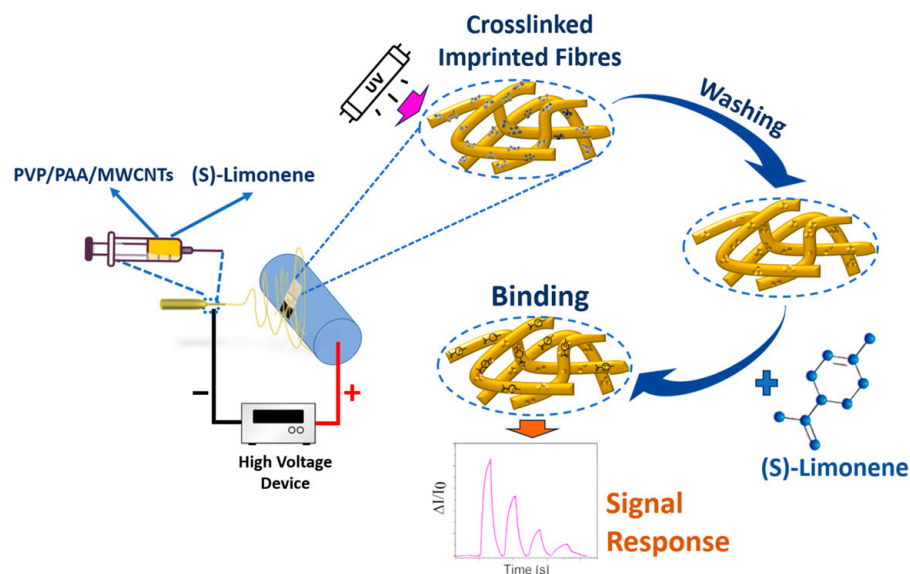 Crosslinked
Imprinted Fibres
UV
Washing
PVP/PAA/MWCNTs
(S)-Limonene
Binding
−
+
High Voltage
Device
+
(S)-Limonene
ΔI/I0
Time (s)
Signal
Response